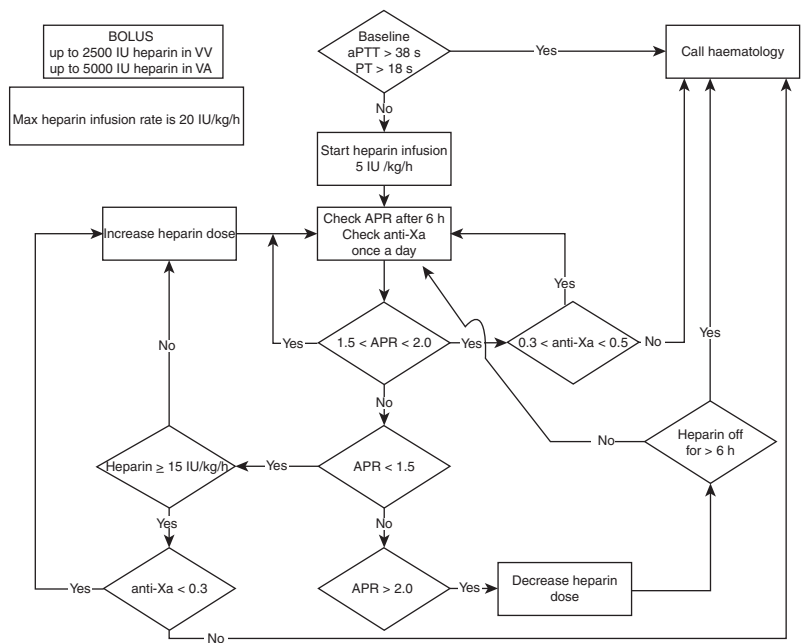 BOLUS
up to 2500 IU heparin in VV
up to 5000 IU heparin in VA
Max heparin infusion rate is 20 IU/kg/h
Baseline
aPTT > 38 s
PT > 18 s
Yes
Call haematology
No
Start heparin infusion
5 IU /kg/h
Increase heparin dose
Check APR after 6 h
Check anti-Xa
once a day
Yes
Yes
No
Yes
1.5 < APR < 2.0
Yes
0.3 < anti-Xa < 0.5
No
No
Heparin ≥ 15 IU/kg/h
Yes
APR < 1.5
No
Heparin off
for > 6 h
Yes
No
Yes
anti-Xa < 0.3
APR > 2.0
Yes
Decrease heparin
dose
No